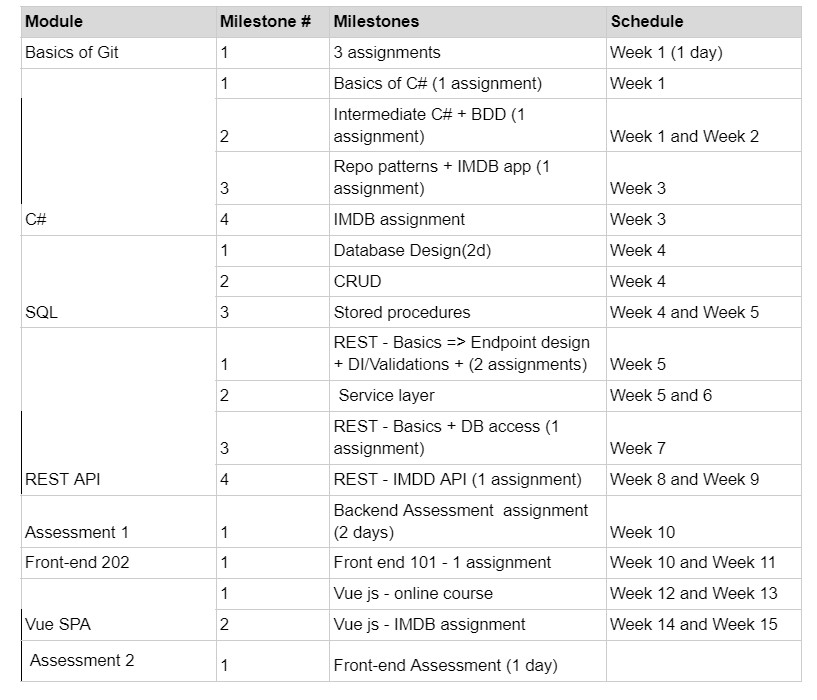 Module Milestone # Milestones Schedule
Basics of Git 1 3 assignments Week 1 (1 day)
1 Basics of C# (1 assignment) Week 1
Intermediate C# + BDD (1
2 assignment) Week 1 and Week 2
Repo patterns + IMDB app (1
3 assignment) Week 3
C# 4 IMDB assignment Week 3
1 Database Design(2d) Week 4
2 CRUD Week 4
SQL 3 Stored procedures Week 4 and Week 5
REST - Basics => Endpoint design
1 + DI/Validations + (2 assignments) Week 5
2 Service layer Week 5 and 6
REST - Basics + DB access (1
3 assignment) Week 7
REST API 4 REST - IMDD API (1 assignment) Week 8 and Week 9
Backend Assessment assignment
Assessment 1 1 (2 days) Week 10
Front-end 202 1 Front end 101 - 1 assignment Week 10 and Week 11
1 Vue js - online course Week 12 and Week 13
Vue SPA 2 Vue js - IMDB assignment Week 14 and Week 15
Assessment 2 1 Front-end Assessment (1 day)